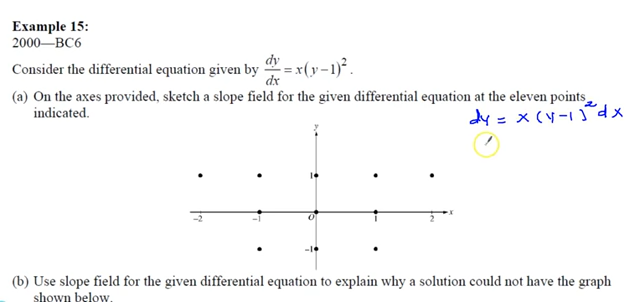 Example 15:
2000—BC6
Consider the differential equation given by dy/dx = x(y−1)².
(a) On the axes provided, sketch a slope field for the given differential equation at the eleven points
indicated.
dy = x (y-1)² dx
y
1
-2 -1 O 1 2 x
-1
(b) Use slope field for the given differential equation to explain why a solution could not have the graph
shown below.